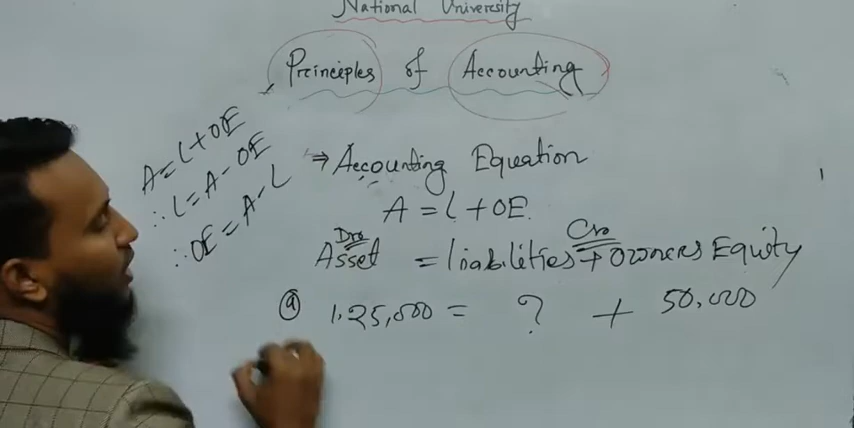 National University
Principles of Accounting
A = L + OE
∴ L = A - OE
∴ OE = A - L
⇒ Accounting Equation
A = L + OE.
Dr. Cr.
Asset = liabilities + owners Equity
(a) 1,25,000 = ? + 50,000